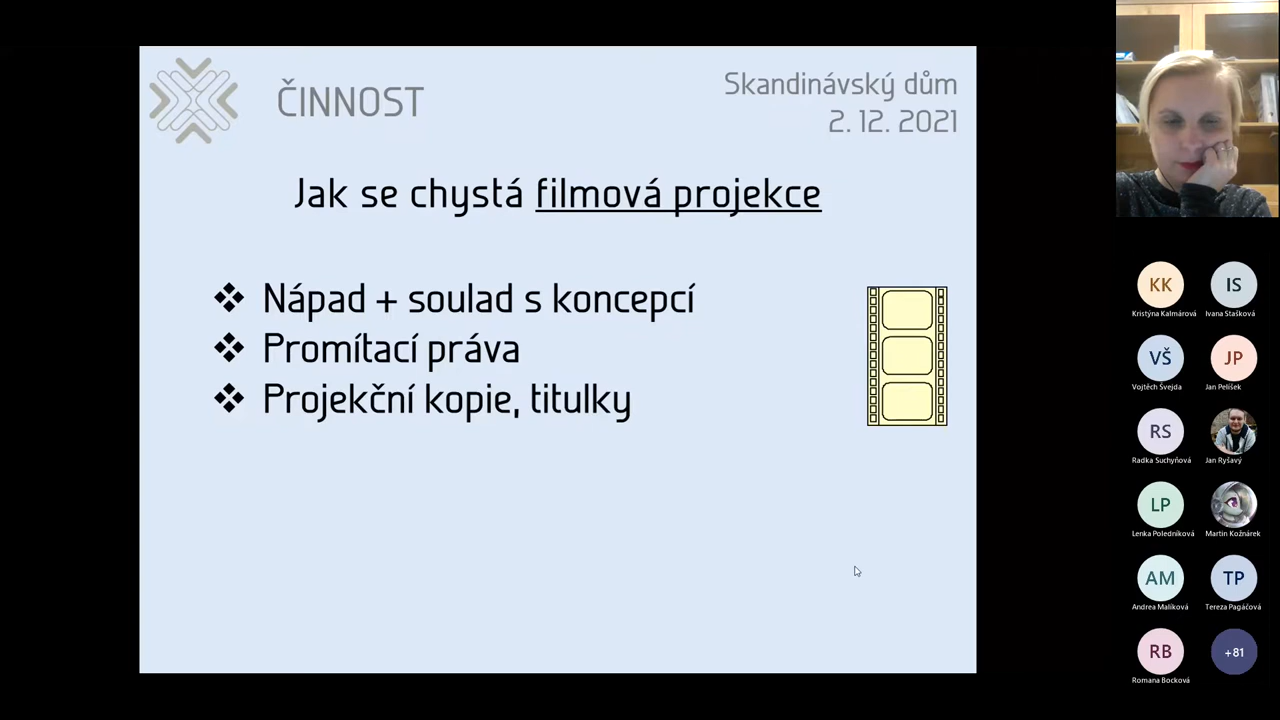 ČINNOST
Skandinávský dům
2. 12. 2021
Jak se chystá filmová projekce
❖ Nápad + soulad s koncepcí
❖ Promítací práva
❖ Projekční kopie, titulky
KK
Kristýna Kalmárová
IS
Ivana Stašková
VŠ
Vojtěch Švejda
JP
Jan Pelíšek
RS
Radka Suchyňová
Jan Ryšavý
LP
Lenka Poledníková
Martin Kožnárek
AM
Andrea Malíková
TP
Tereza Pagáčová
RB
Romana Bocková
+81